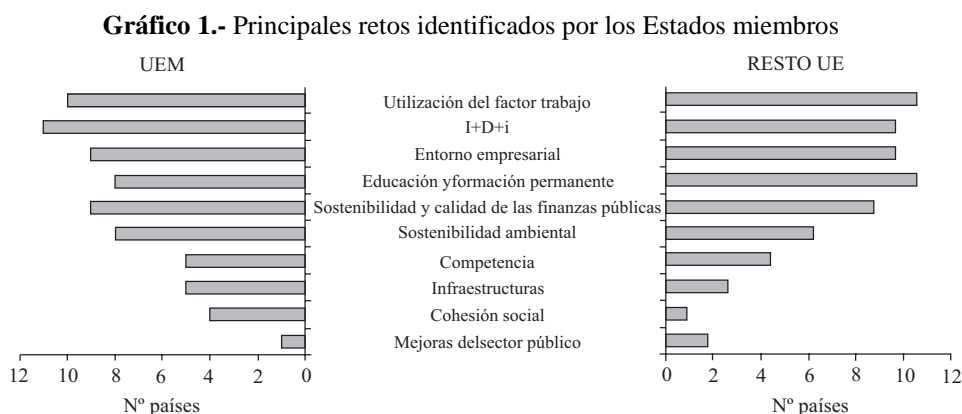 Gráfico 1.- Principales retos identificados por los Estados miembros
UEM
RESTO UE
Utilización del factor trabajo
I+D+i
Entorno empresarial
Educación yformación permanente
Sostenibilidad y calidad de las finanzas públicas
Sostenibilidad ambiental
Competencia
Infraestructuras
Cohesión social
Mejoras delsector público
12 10 8 6 4 2 0
0 2 4 6 8 10 12
Nº países
Nº países